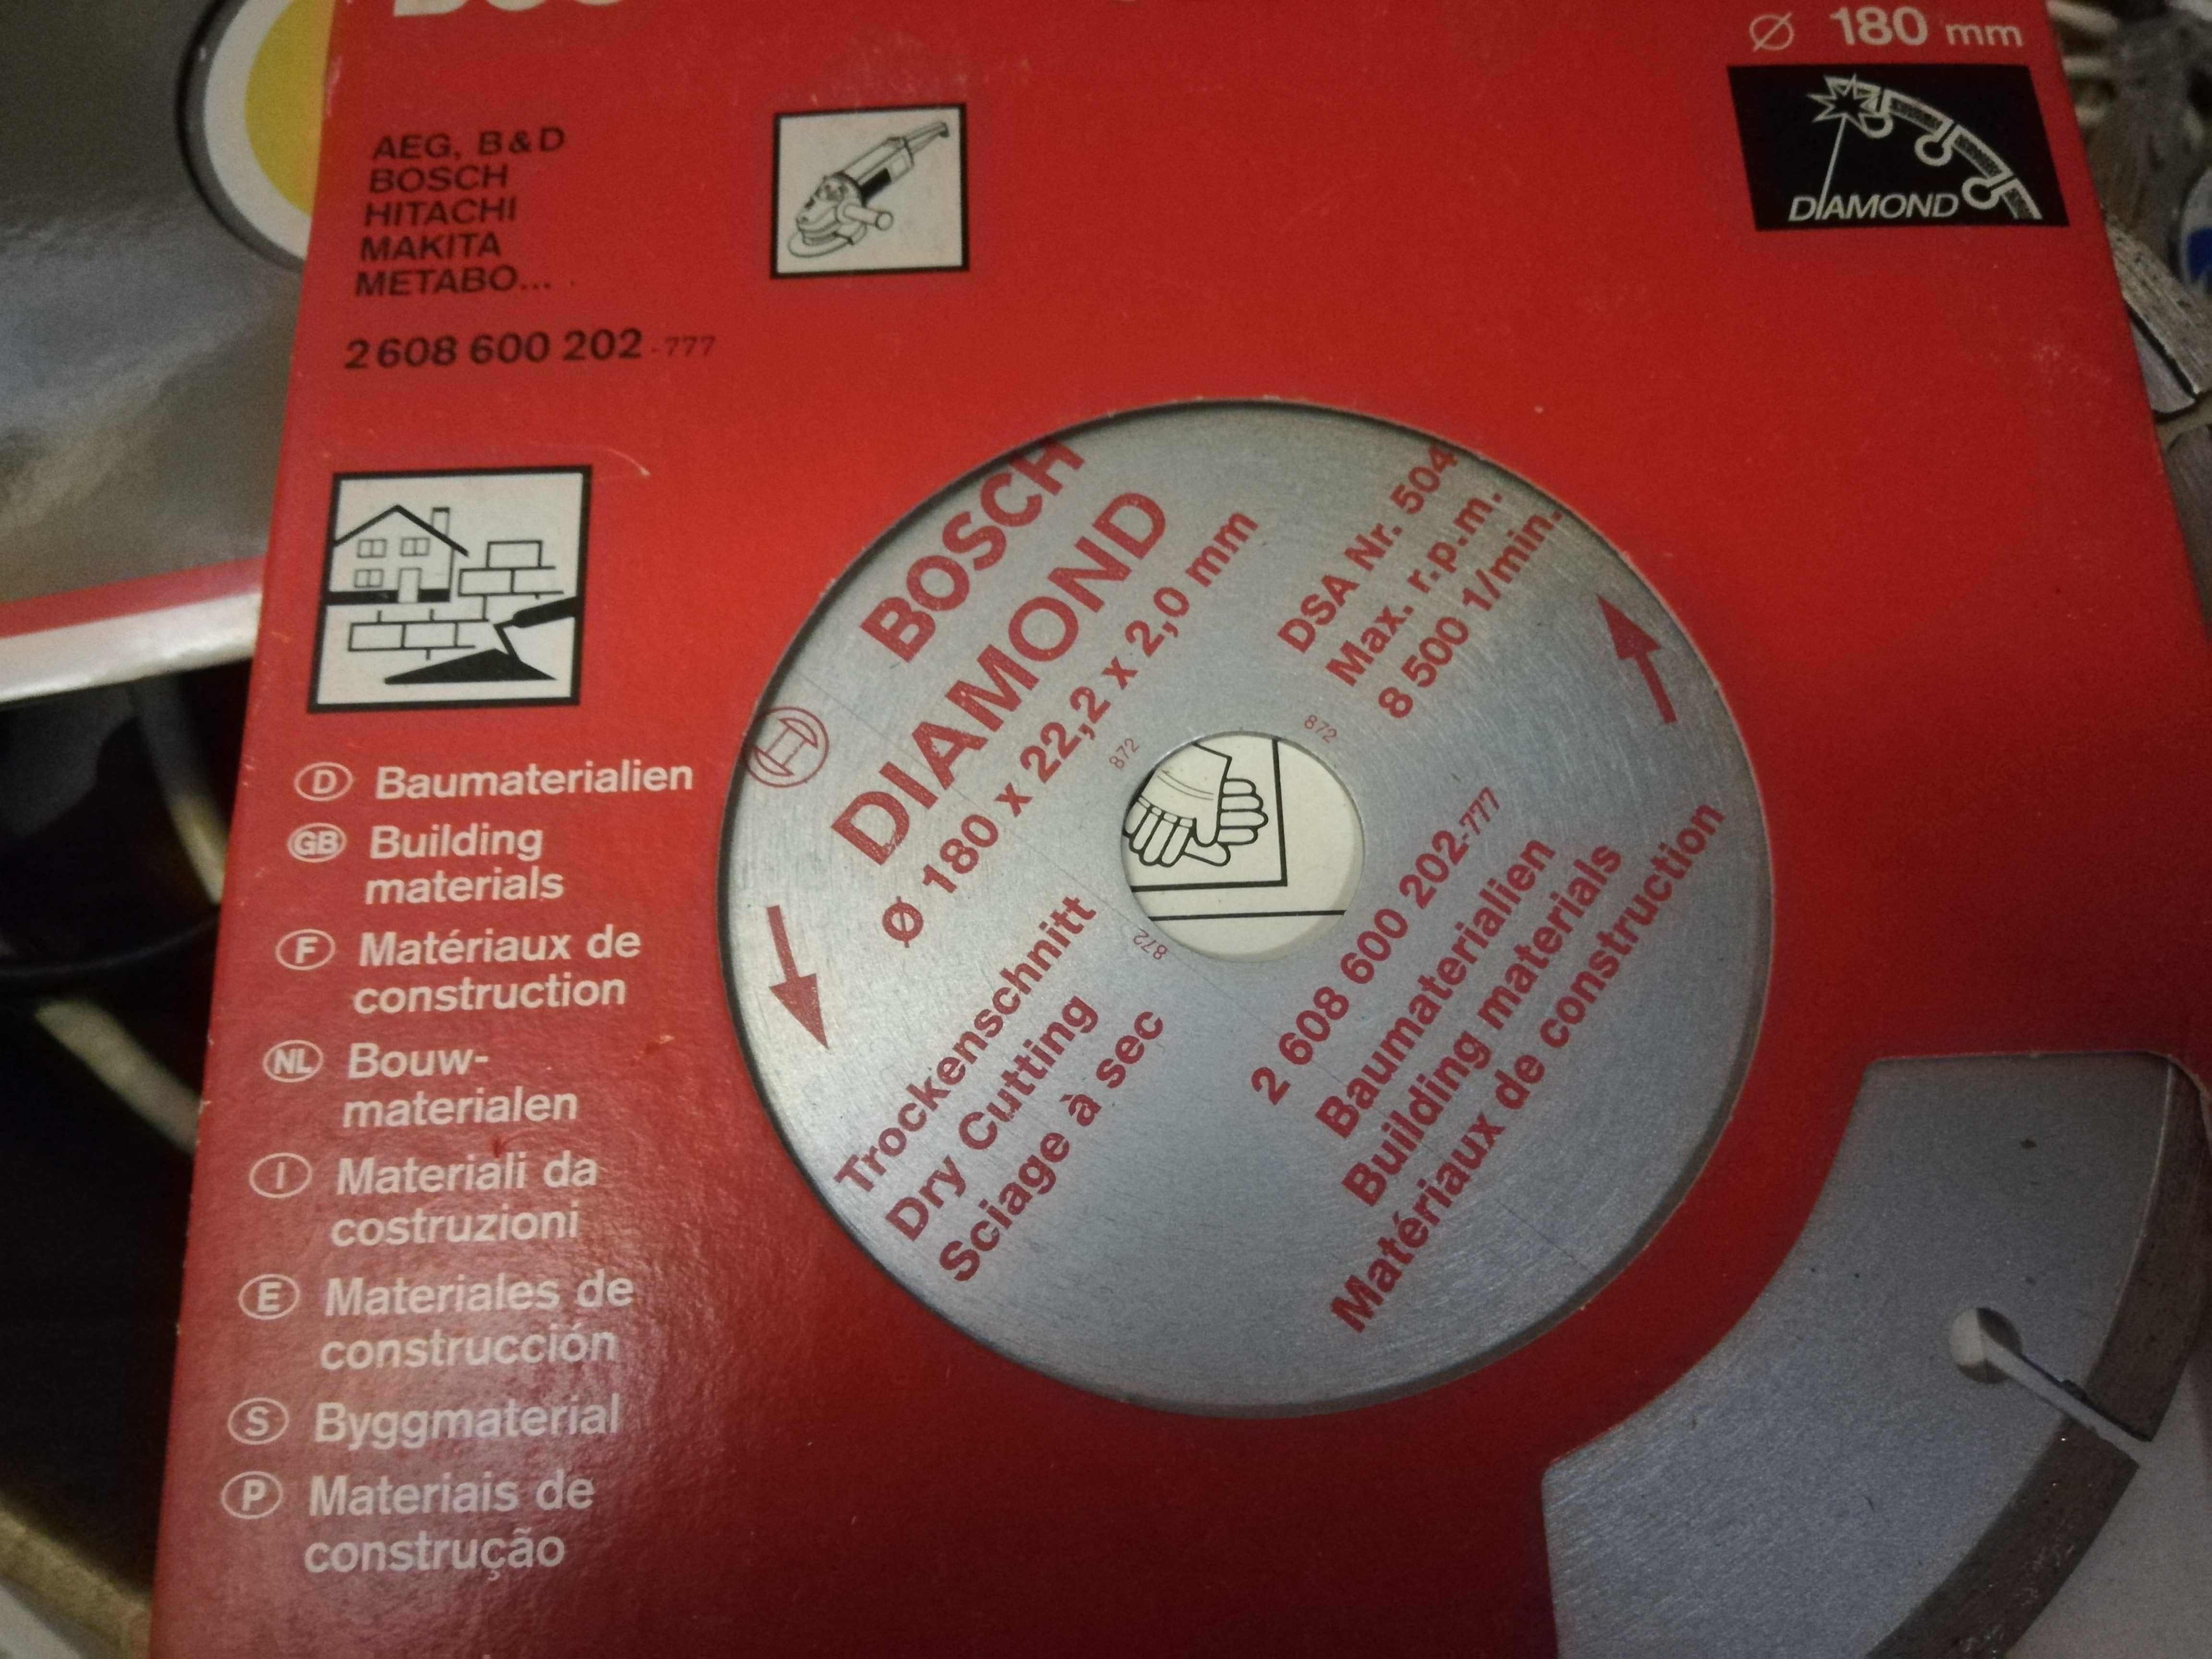 Ø 180 mm
AEG, B & D
BOSCH
HITACHI
MAKITA
METABO...
2 608 600 202 -777
DIAMOND
D Baumaterialien
GB Building
materials
F Matériaux de
construction
NL Bouw-
materialen
I Materiali da
costruzioni
E Materiales de
construcción
S Byggmaterial
P Materiais de
construção
BOSCH
DIAMOND
Ø 180 x 22,2 x 2,0 mm
DSA Nr. 504
Max. r.p.m.
8 500 1/min.
872
872
872
Trockenschnitt
Dry Cutting
Sciage à sec
2 608 600 202-777
Baumaterialien
Building materials
Matériaux de construction